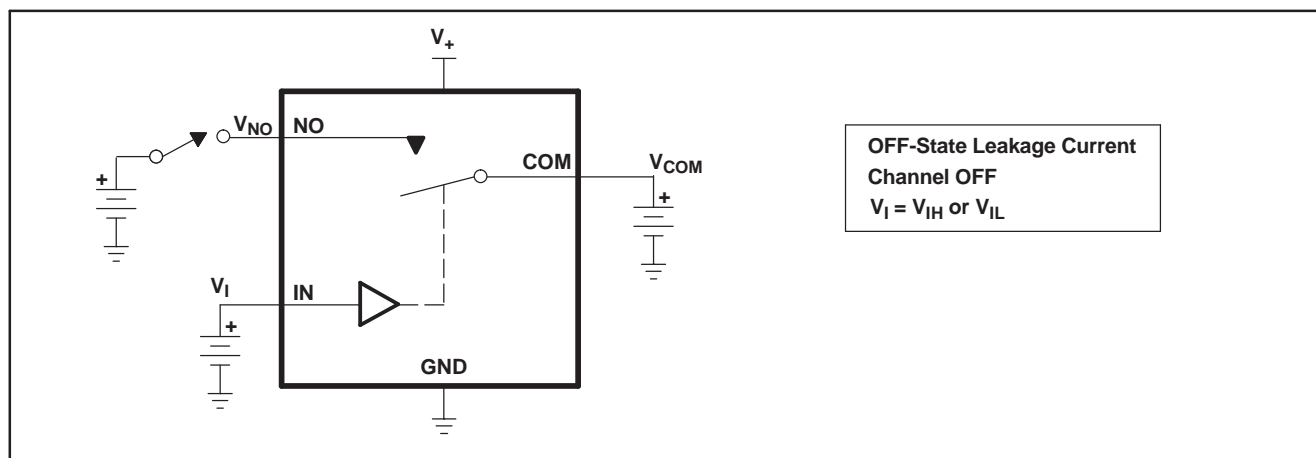 V+
VNO NO
+
COM VCOM
+
VI IN
+
GND
OFF-State Leakage Current
Channel OFF
VI = VIH or VIL